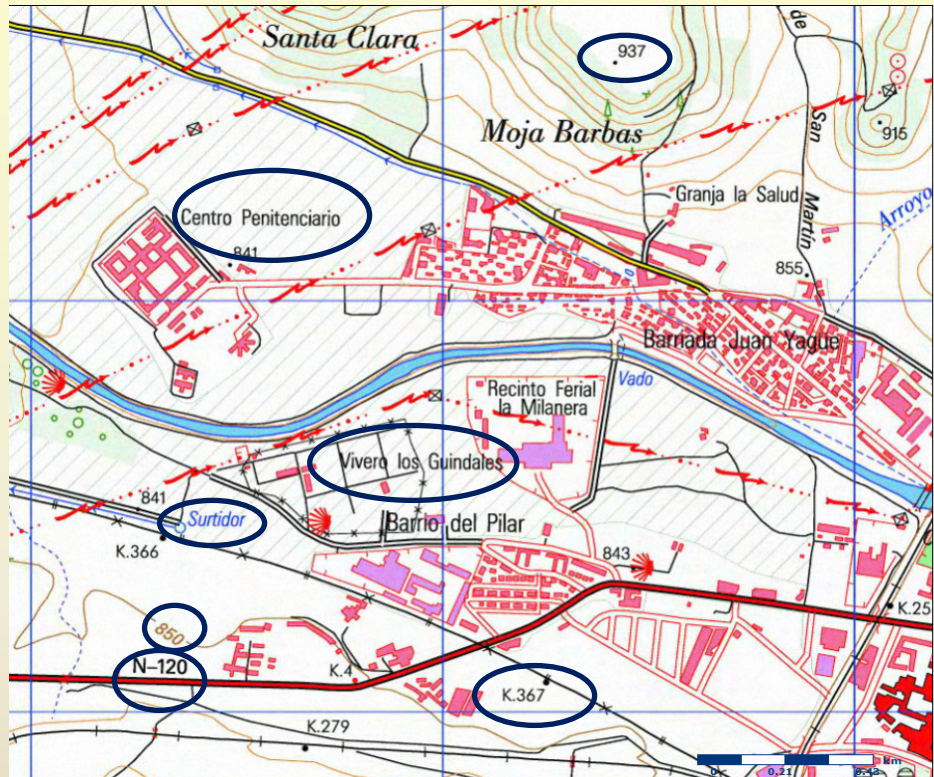 Santa Clara
937
de
Moja Barbas
915
San Martín
Granja la Salud
Arroyo
Centro Penitenciario
841
855
Barriada Juan Yagüe
Vado
Recinto Ferial
la Milanera
Vivero los Guindales
841
Surtidor
Barrio del Pilar
K.366
843
K.25
850
N-120
K.4
K.367
K.279
km
0
0.21